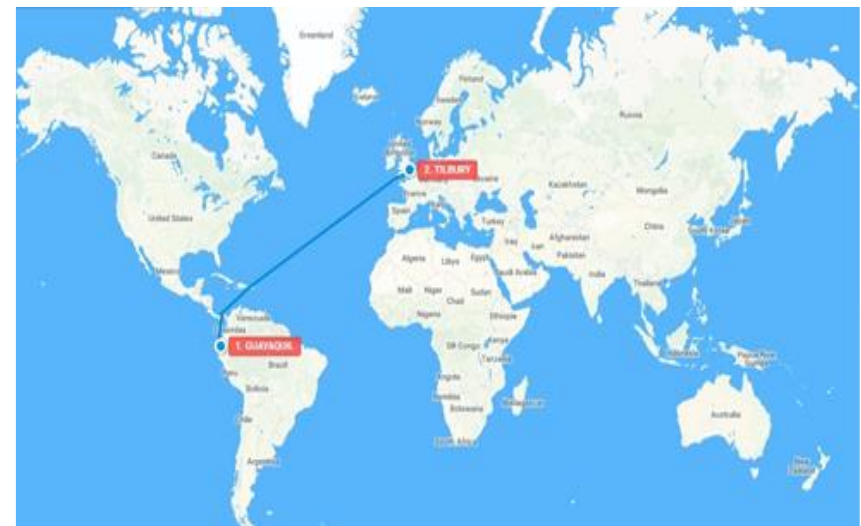 Greenland
Iceland
Finland
Sweden
Norway
Russia
Canada
United
2. TILBURY
Ukraine
France
Kazakhstan
Mongolia
Spain
Italy
Turkey
United States
China
South Korea
Japan
Iraq
Iran
Afghanistan
Pakistan
Algeria
Libya
Egypt
Saudi Arabia
India
Mexico
Mali
Niger
Chad
Sudan
Thailand
Nigeria
Ethiopia
Venezuela
1. GUAYAQUIL
DR Congo
Kenya
Tanzania
Indonesia
Papua New
Guinea
Peru
Brazil
Bolivia
Angola
Namibia
Botswana
Madagascar
Chile
Australia
South Africa
Argentina
New
Zealand